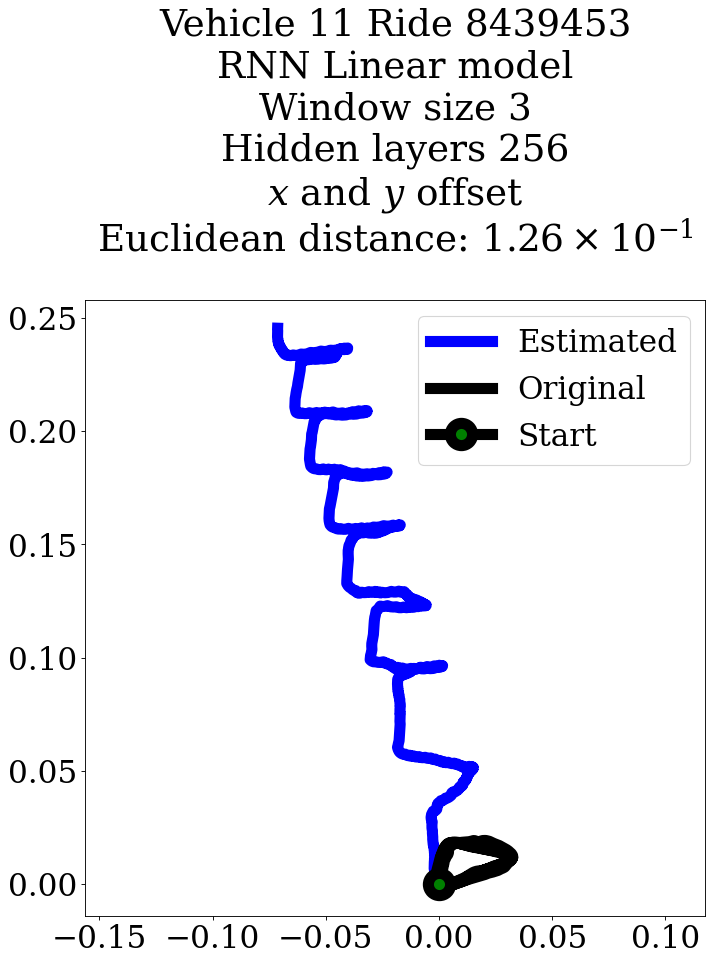 Vehicle 11 Ride 8439453
RNN Linear model
Window size 3
Hidden layers 256
x and y offset
Euclidean distance: 1.26 × 10⁻¹
Estimated
Original
Start
0.25
0.20
0.15
0.10
0.05
0.00
−0.15 −0.10 −0.05 0.00 0.05 0.10